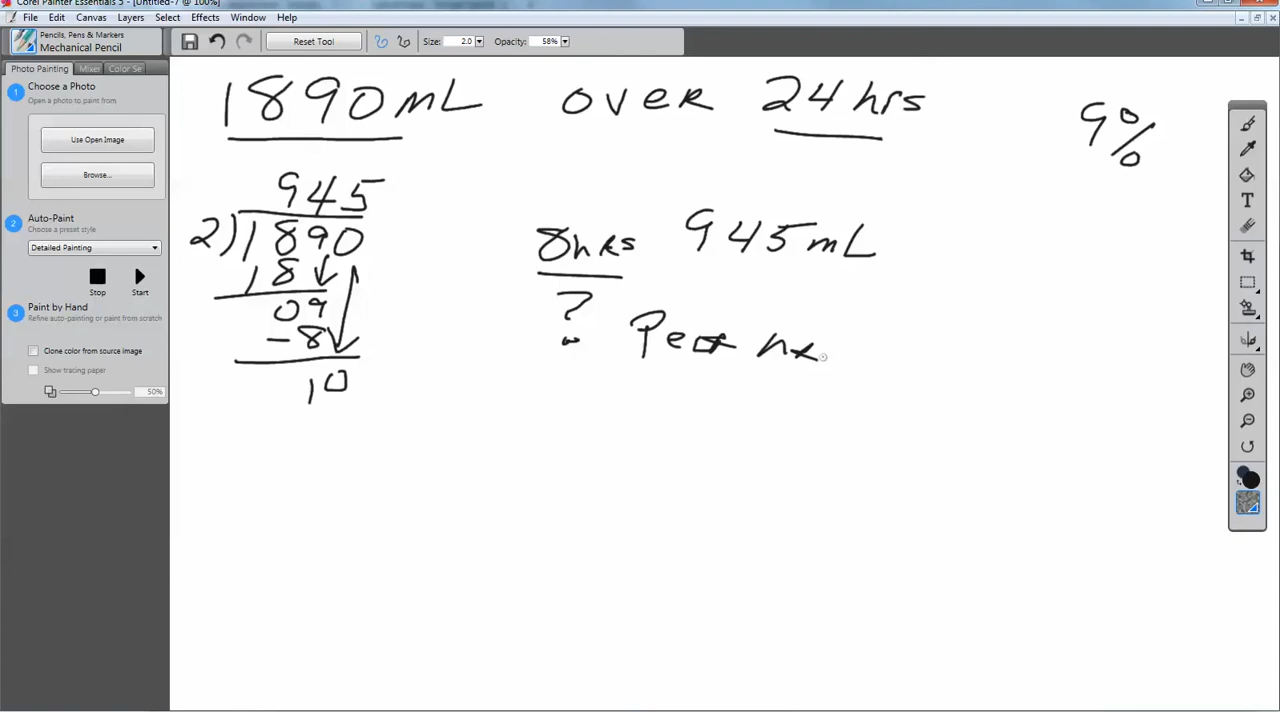 Corel Painter Essentials 5 - [Untitled-7 @ 100%]
File Edit Canvas Layers Select Effects Window Help
Pencils, Pens & Markers
Mechanical Pencil
Reset Tool Size: 2.0 Opacity: 58%
Photo Painting Mixer Color Se
1 Choose a Photo
Open a photo to paint from
Use Open Image
Browse...
2 Auto-Paint
Choose a preset style
Detailed Painting
Stop Start
3 Paint by Hand
Refine auto-painting or paint from scratch
Clone color from source image
Show tracing paper
50%
1890mL over 24hrs
9%
945
2)1890
18
09
-8
10
8hrs 945mL
?
Per